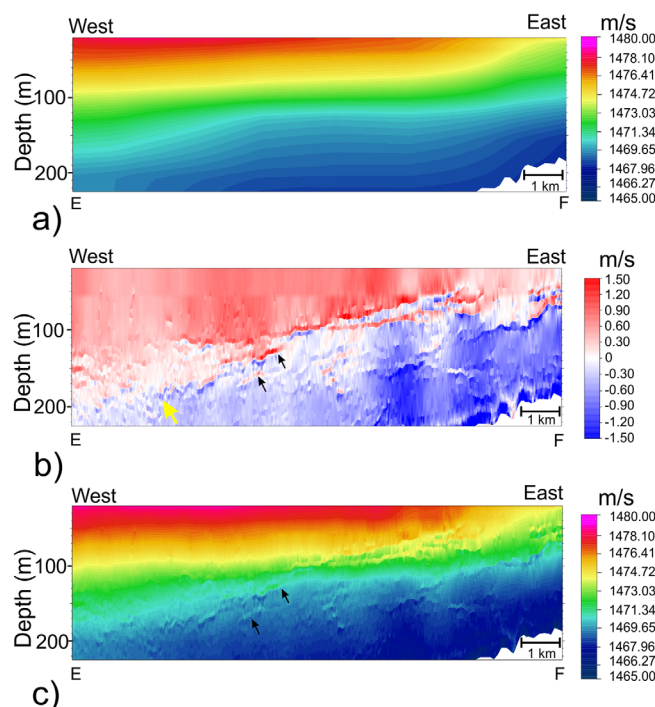 West
East
m/s
1480.00
1476.41
1474.72
1473.03
1471.34
1469.65
1467.96
1466.27
1465.00
Depth (m)
100
200
1 km
E
F
a)
West
East
m/s
1.50
1.20
0.90
0.60
0.30
0.00
-0.30
-0.60
-0.90
-1.20
-1.50
Depth (m)
100
200
1 km
E
F
b)
West
East
m/s
1480.00
1476.41
1474.72
1473.03
1471.34
1469.65
1467.96
1466.27
1465.00
Depth (m)
100
200
1 km
E
F
c)